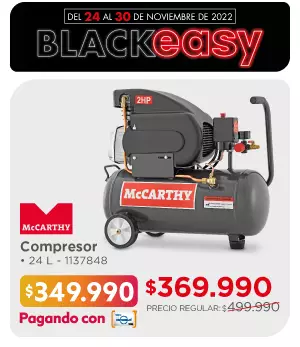 DEL 24 AL 30 DE NOVIEMBRE DE 2022
BLACKeasy
2HP
McCARTHY
McCARTHY
Compresor
• 24 L - 1137848
$349.990
$369.990
PRECIO REGULAR: $499.990
Pagando con